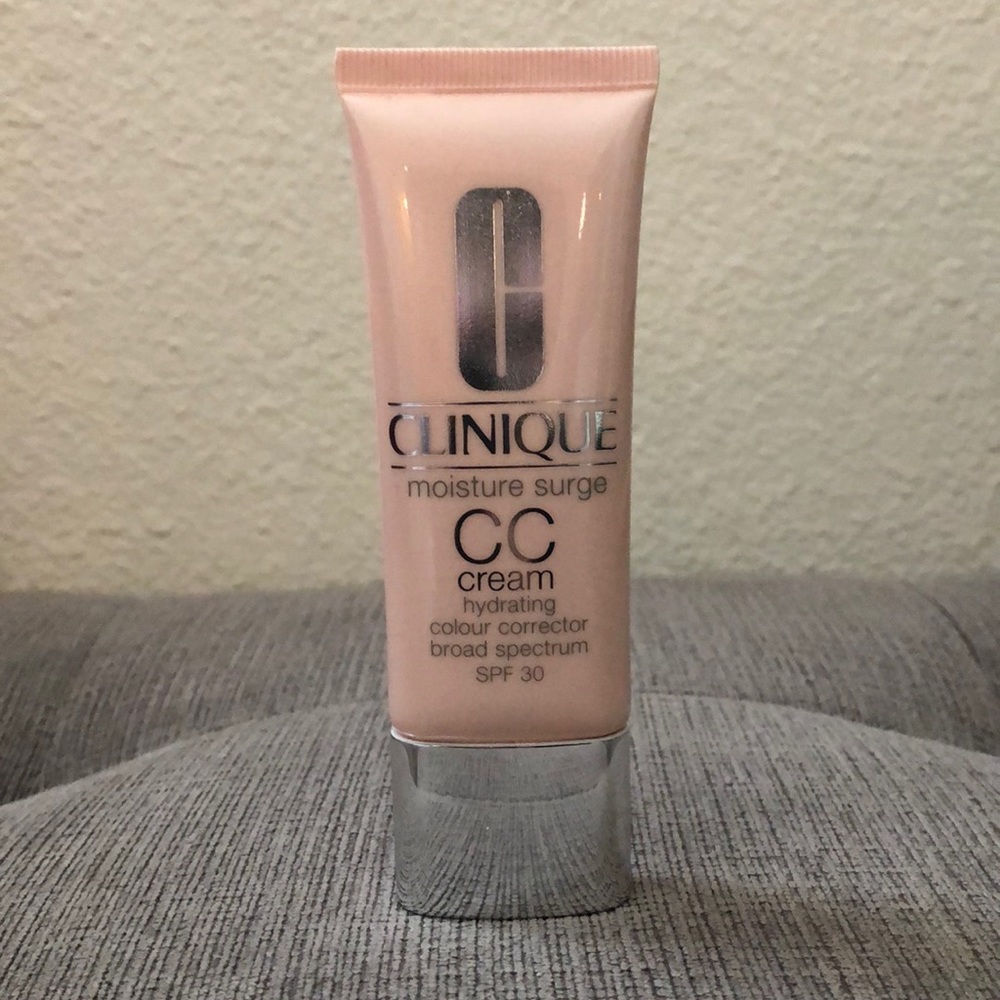 C
CLINIQUE
moisture surge
CC
cream
hydrating
colour corrector
broad spectrum
SPF 30